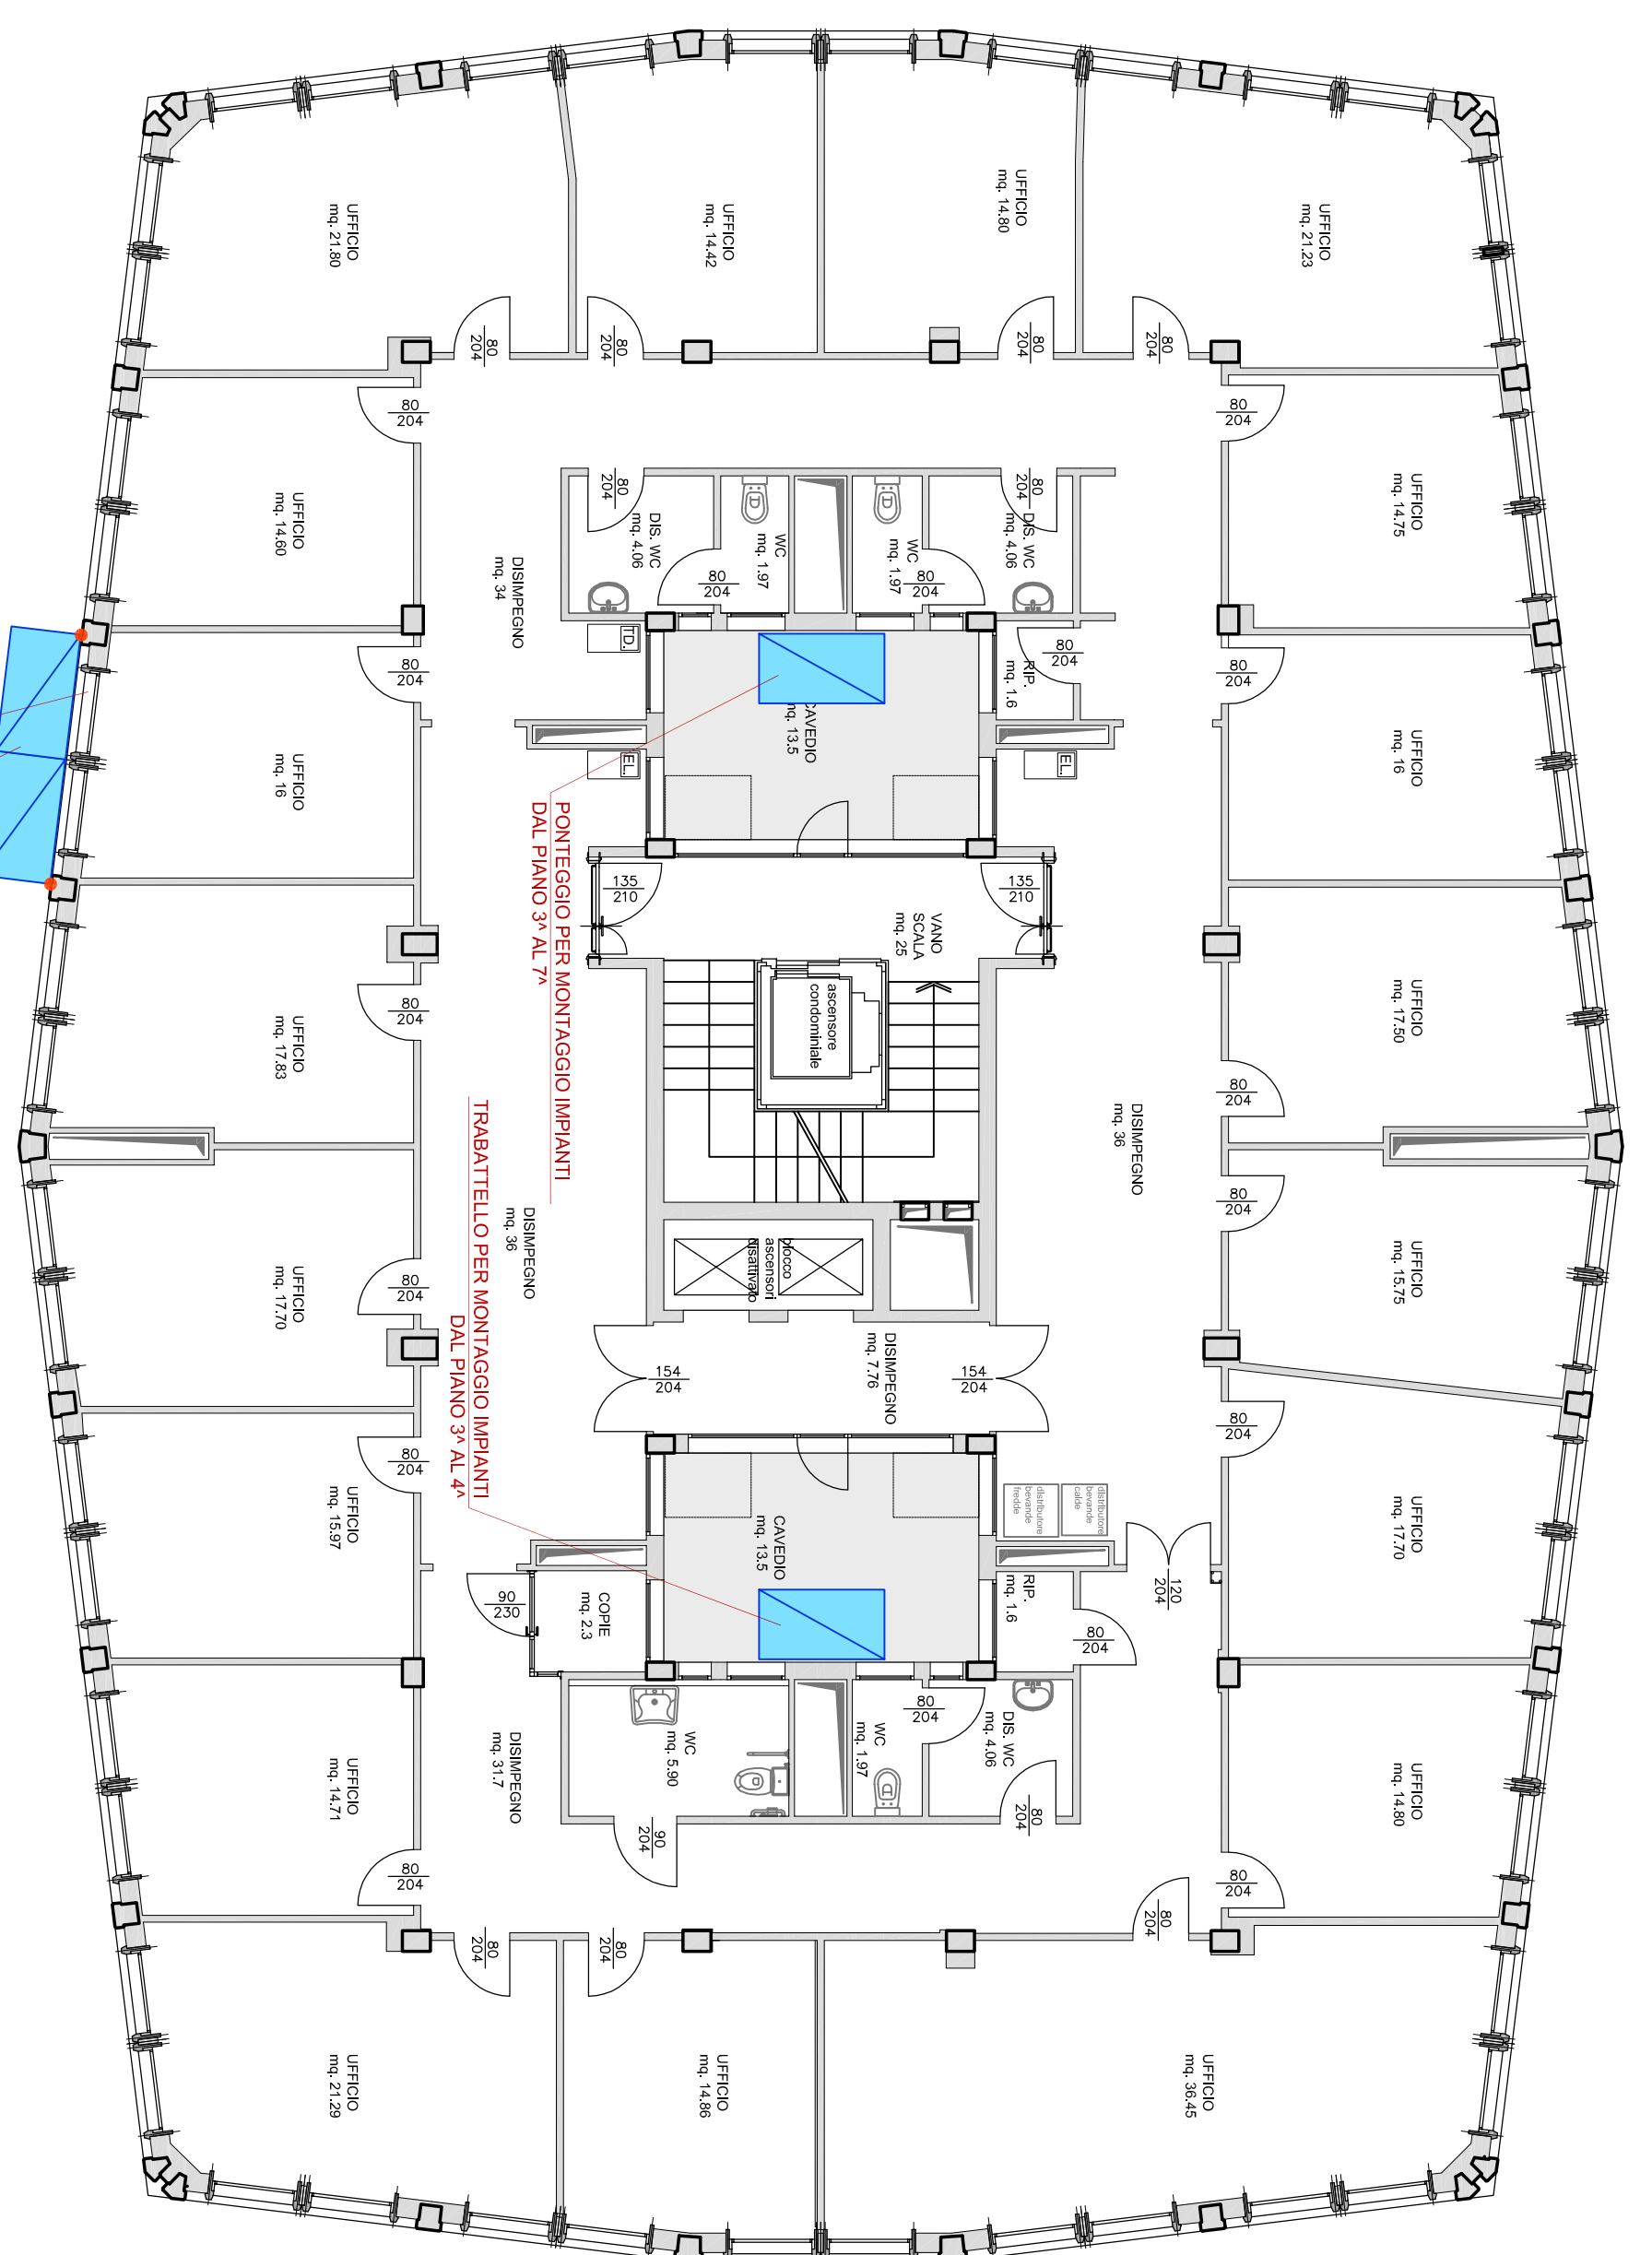 UFFICIO
mq. 21.80
UFFICIO
mq. 14.42
UFFICIO
mq. 14.80
UFFICIO
mq. 21.23
80
204
80
204
80
204
80
204
80
204
80
204
UFFICIO
mq. 14.60
UFFICIO
mq. 14.75
80
204
80
204
DIS. WC
mq. 4.06
WC
mq. 1.97
WC
mq. 1.97
DIS. WC
mq. 4.06
80
204
80
204
DISIMPEGNO
mq. 34
TD.
80
204
80
204
80
204
RIP.
mq. 1.6
UFFICIO
mq. 16
CAVEDIO
mq. 13.5
UFFICIO
mq. 16
EL.
EL.
PONTEGGIO PER MONTAGGIO IMPIANTI
DAL PIANO 3^ AL 7^
135
210
135
210
VANO
SCALA
mq. 25
UFFICIO
mq. 17.83
80
204
ascensore
condominiale
UFFICIO
mq. 17.50
80
204
DISIMPEGNO
mq. 36
TRABATTELLO PER MONTAGGIO IMPIANTI
DAL PIANO 3^ AL 4^
DISIMPEGNO
mq. 36
80
204
UFFICIO
mq. 17.70
80
204
blocco
ascensori
disattivato
UFFICIO
mq. 15.75
154
204
DISIMPEGNO
mq. 7.76
154
204
80
204
80
204
UFFICIO
mq. 15.97
CAVEDIO
mq. 13.5
distributore
bevande
calde
distributore
bevande
fredde
UFFICIO
mq. 17.70
90
230
COPIE
mq. 2.3
RIP.
mq. 1.6
120
204
80
204
UFFICIO
mq. 14.71
DISIMPEGNO
mq. 31.7
WC
mq. 5.90
WC
mq. 1.97
80
204
DIS. WC
mq. 4.06
UFFICIO
mq. 14.80
80
204
90
204
80
204
80
204
80
204
80
204
80
204
UFFICIO
mq. 21.29
UFFICIO
mq. 14.86
UFFICIO
mq. 36.45